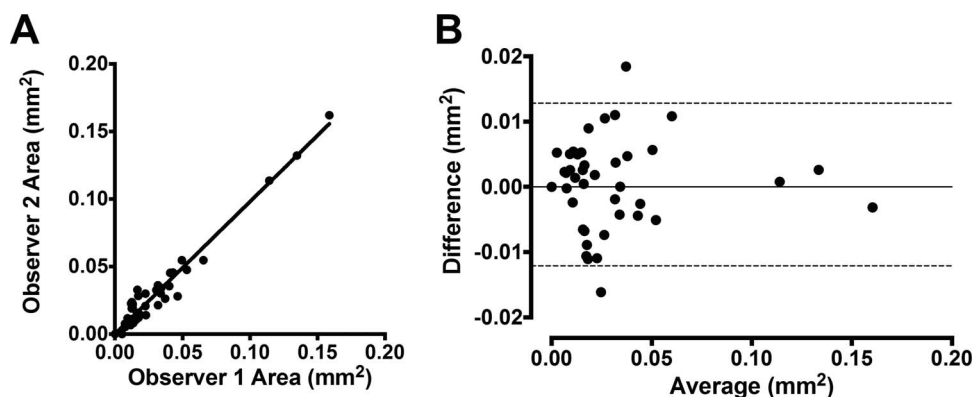 A
Observer 2 Area (mm²)
0.20
0.15
0.10
0.05
0.00
0.00 0.05 0.10 0.15 0.20
Observer 1 Area (mm²)
B
Difference (mm²)
0.02
0.01
0.00
-0.01
-0.02
0.00 0.05 0.10 0.15 0.20
Average (mm²)